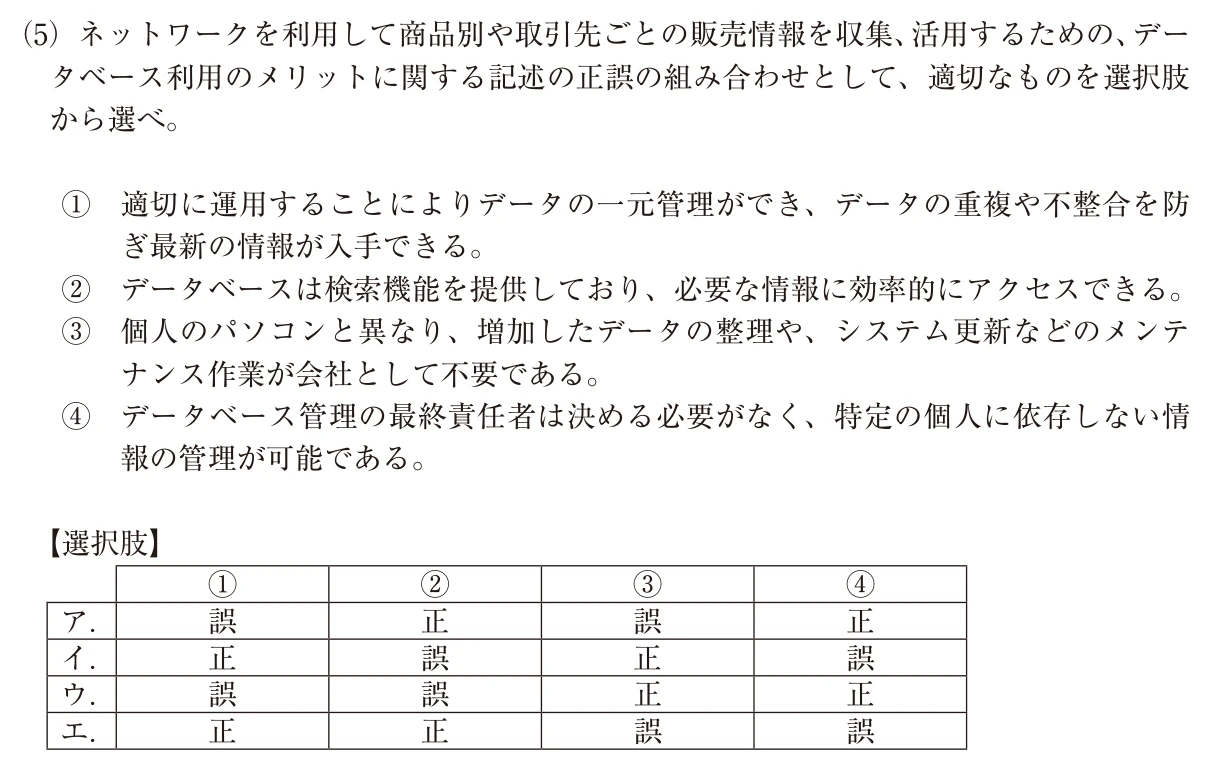 (5) ネットワークを利用して商品別や取引先ごとの販売情報を収集、活用するための、デー
タベース利用のメリットに関する記述の正誤の組み合わせとして、適切なものを選択肢
から選べ。
① 適切に運用することによりデータの一元管理ができ、データの重複や不整合を防
ぎ最新の情報が入手できる。
② データベースは検索機能を提供しており、必要な情報に効率的にアクセスできる。
③ 個人のパソコンと異なり、増加したデータの整理や、システム更新などのメンテ
ナンス作業が会社として不要である。
④ データベース管理の最終責任者は決める必要がなく、特定の個人に依存しない情
報の管理が可能である。
【選択肢】
① ② ③ ④
ア. 誤 正 誤 正
イ. 正 誤 正 誤
ウ. 誤 誤 正 正
エ. 正 正 誤 誤